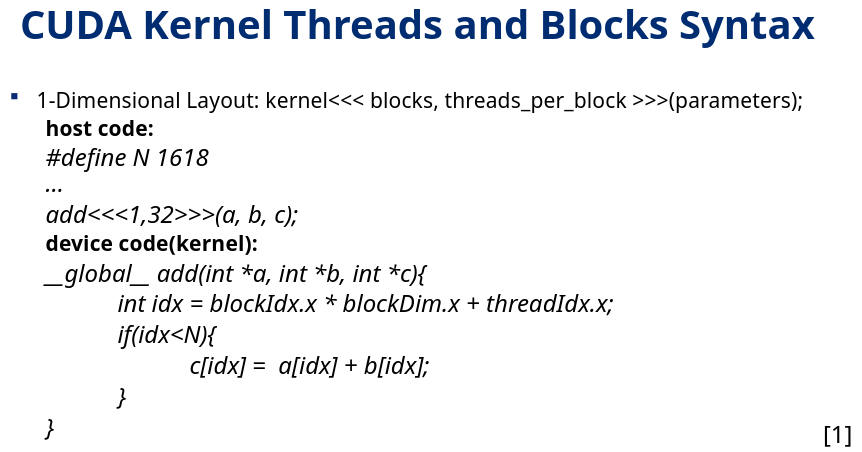 CUDA Kernel Threads and Blocks Syntax
▪ 1-Dimensional Layout: kernel<<< blocks, threads_per_block >>>(parameters);
host code:
#define N 1618
...
add<<<1,32>>>(a, b, c);
device code(kernel):
__global__ add(int *a, int *b, int *c){
int idx = blockIdx.x * blockDim.x + threadIdx.x;
if(idx<N){
c[idx] =  a[idx] + b[idx];
}
}
[1]